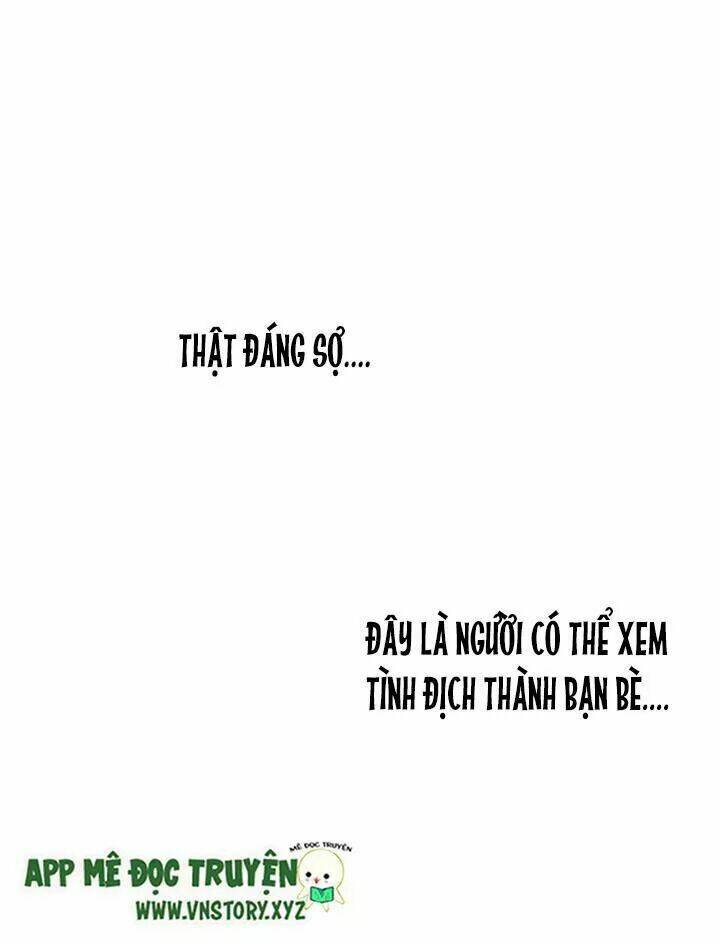 THẬT ĐÁNG SỢ....
ĐÂY LÀ NGƯỜI CÓ THỂ XEM
TÌNH ĐỊCH THÀNH BẠN BÈ....
MÊ ĐỌC TRUYỆN
APP MÊ ĐỌC TRUYỆN
WWW.VNSTORY.XYZ